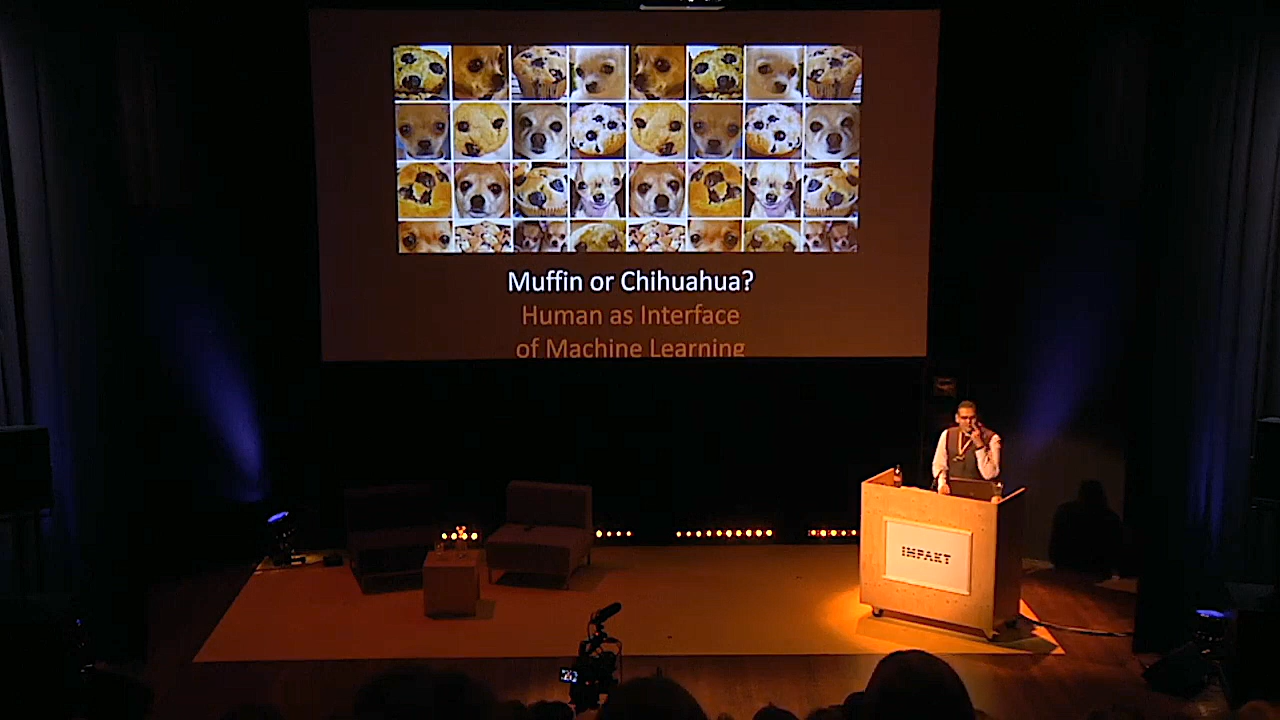 Muffin or Chihuahua?
Human as Interface
of Machine Learning
IMPAKT